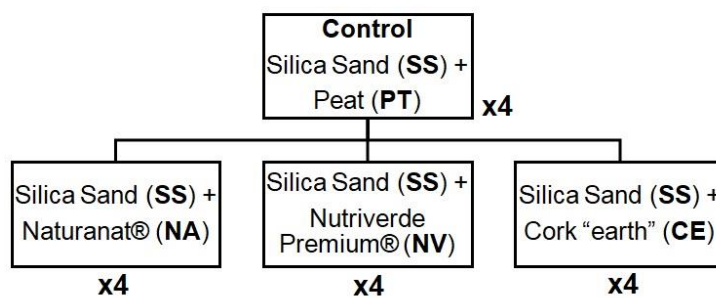 Control
Silica Sand (SS) +
Peat (PT)
x4
Silica Sand (SS) +
Naturanat® (NA)
x4
Silica Sand (SS) +
Nutriverde
Premium® (NV)
x4
Silica Sand (SS) +
Cork “earth” (CE)
x4